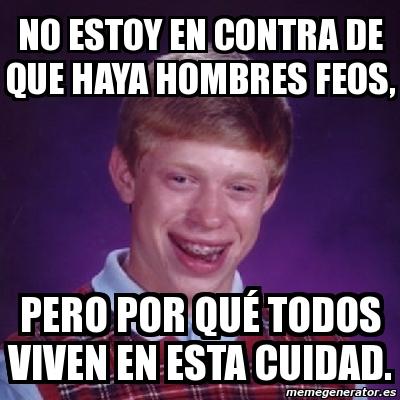 NO ESTOY EN CONTRA DE
QUE HAYA HOMBRES FEOS,
PERO POR QUÉ TODOS
VIVEN EN ESTA CUIDAD.
memegenerator.es